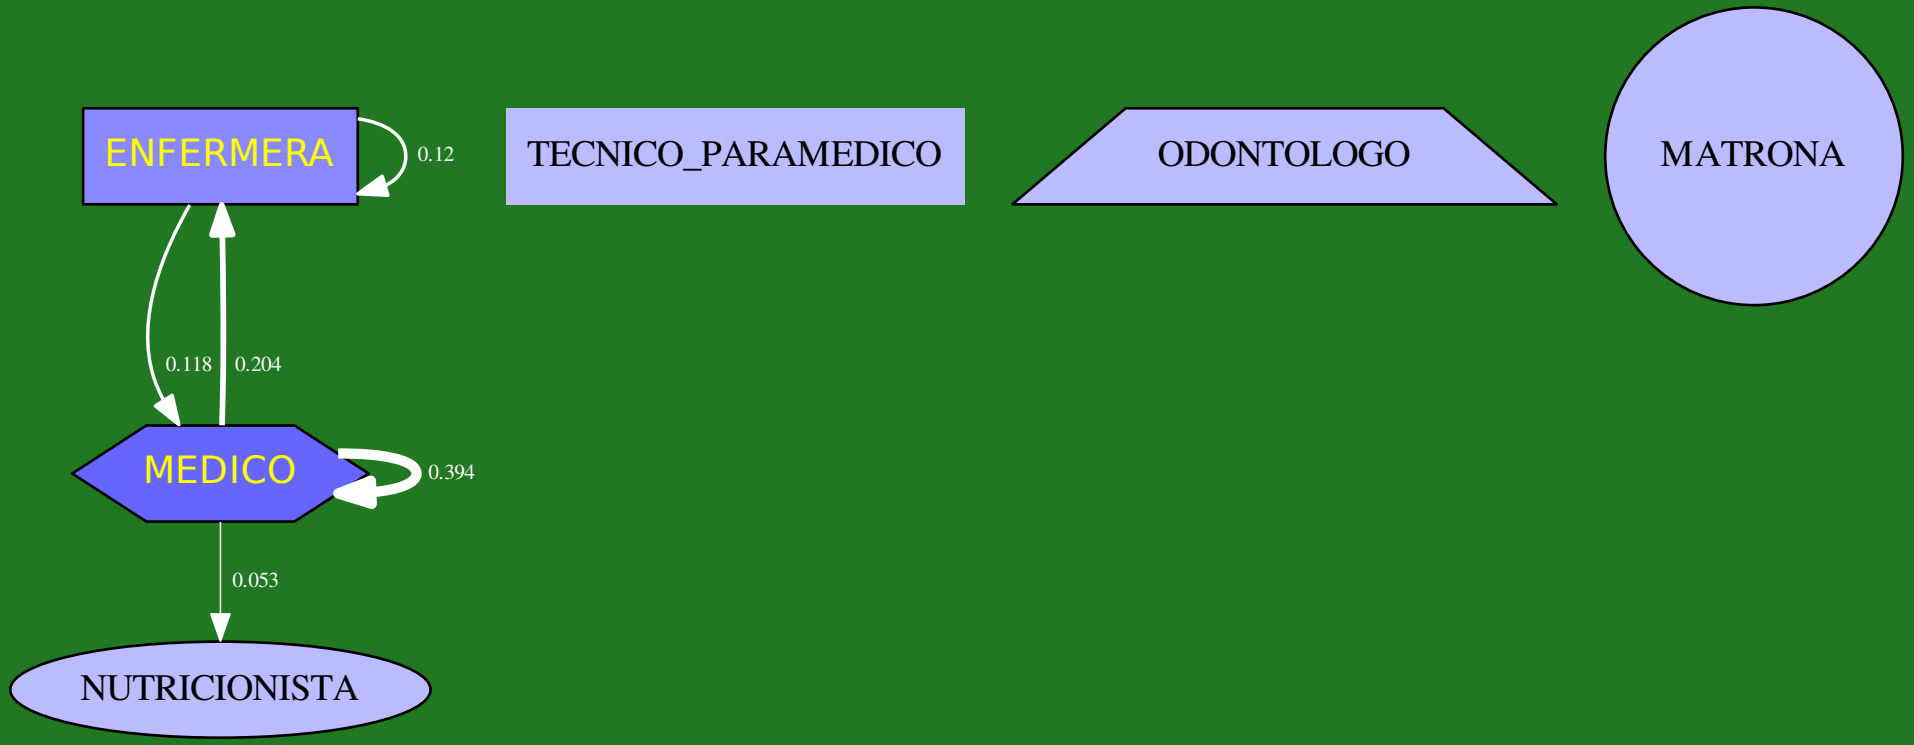 ENFERMERA
0.12
TECNICO_PARAMEDICO
ODONTOLOGO
MATRONA
0.118
0.204
MEDICO
0.394
0.053
NUTRICIONISTA